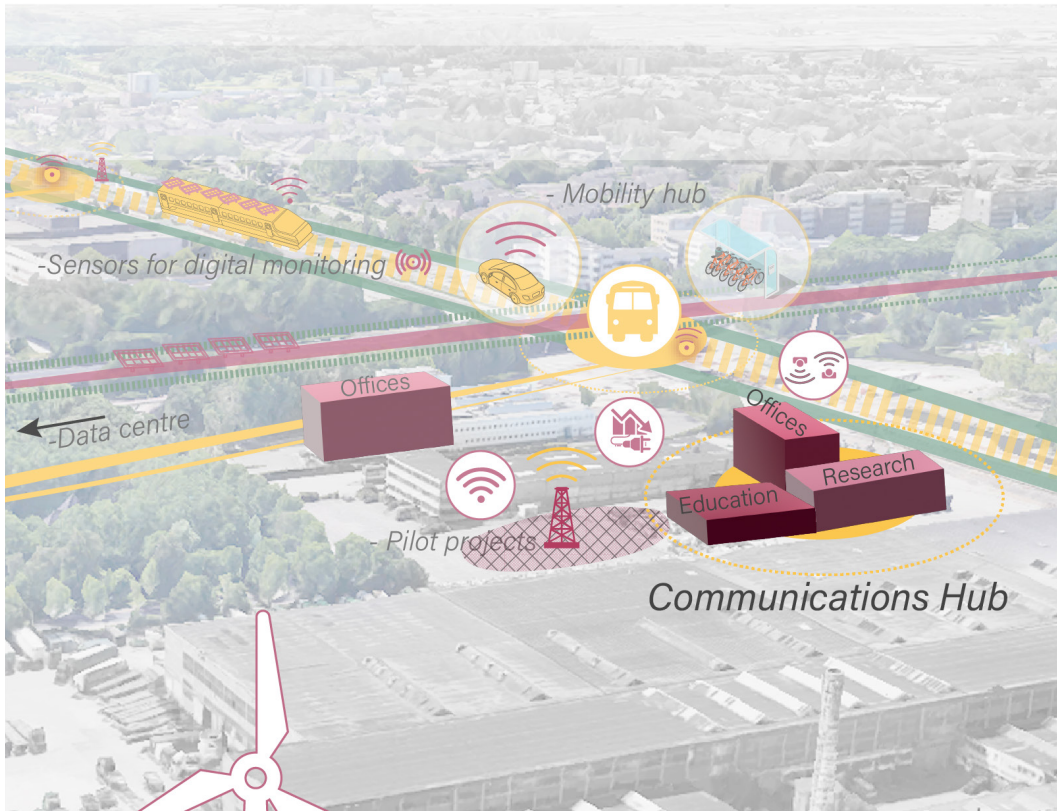 - Mobility hub
-Sensors for digital monitoring
Offices
-Data centre
Offices
Research
Education
- Pilot projects
Communications Hub